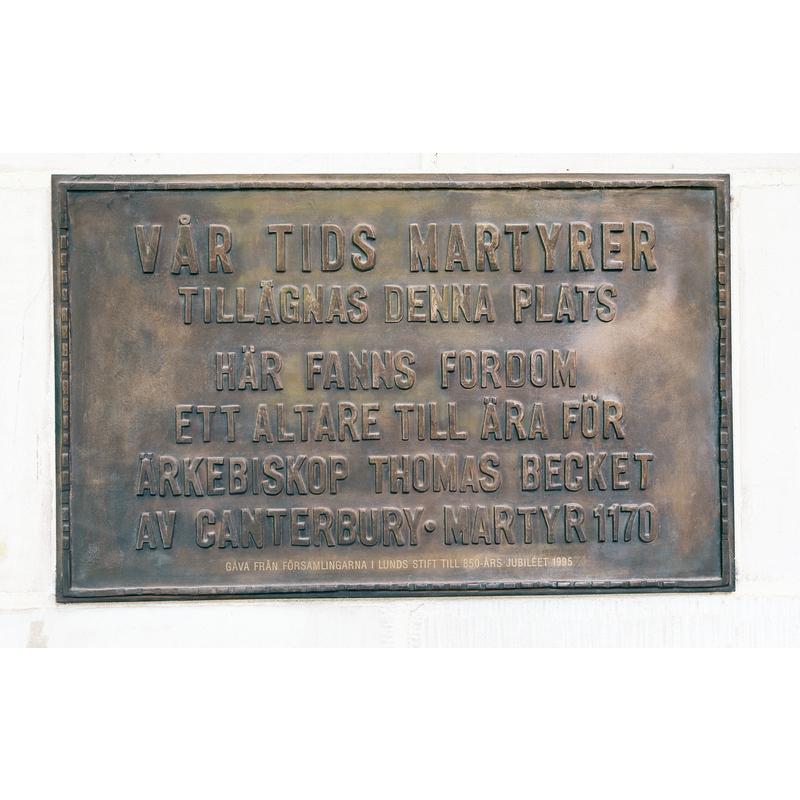 VÅR TIDS MARTYRER
TILLÄGNAS DENNA PLATS
HÄR FANNS FORDOM
ETT ALTARE TILL ÄRA FÖR
ÄRKEBISKOP THOMAS BECKET
AV CANTERBURY • MARTYR 1170
GÅVA FRÅN FÖRSAMLINGARNA I LUNDS STIFT TILL 850-ÅRS JUBILÉET 1995